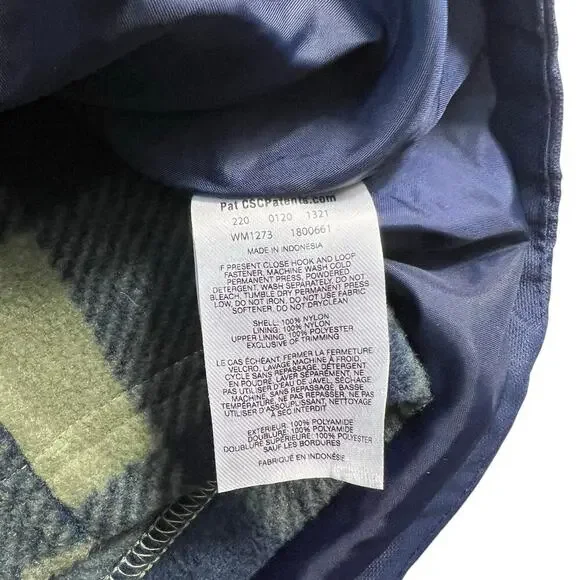 Pat CSCPatents.com
220 0120 1321
WM1273 1800661
MADE IN INDONESIA
IF PRESENT CLOSE HOOK AND LOOP
FASTENER, MACHINE WASH COLD
PERMANENT PRESS, POWDERED
DETERGENT. WASH SEPARATELY. DO NOT
BLEACH, TUMBLE DRY PERMANENT PRESS
LOW, DO NOT IRON. DO NOT USE FABRIC
SOFTENER. DO NOT DRYCLEAN
SHELL: 100% NYLON
LINING: 100% NYLON
UPPER LINING: 100% POLYESTER
EXCLUSIVE OF TRIMMING
LE CAS ÉCHÉANT FERMER LA FERMETURE
VELCRO, LAVAGE MACHINE À FROID,
CYCLE SANS REPASSAGE, DÉTERGENT
EN POUDRE. LAVER SÉPARÉMENT, NE
PAS UTILISER D'EAU DE JAVEL, SÉCHAGE
MACHINE SANS REPASSAGE, BASSE
TEMPÉRATURE, NE PAS REPASSER. NE PAS
UTILISER D'ASSOUPLISSANT, NETTOYAGE
À SEC INTERDIT
EXTÉRIEUR: 100% POLYAMIDE
DOUBLURE: 100% POLYAMIDE
DOUBLURE SUPÉRIEURE: 100% POLYESTER
SAUF LES BORDURES
FABRIQUÉ EN INDONÉSIE